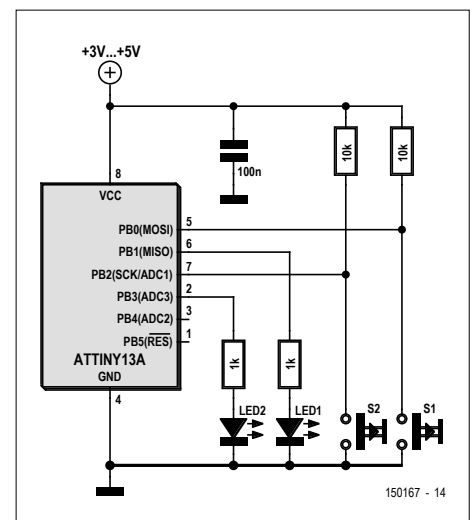 +3V...+5V
10k
10k
100n
8
VCC
PB0(MOSI)
5
PB1(MISO)
6
PB2(SCK/ADC1)
7
PB3(ADC3)
2
PB4(ADC2)
3
PB5(RES)
1
ATTINY13A
GND
4
1k
1k
LED2
LED1
S2
S1
150167 - 14